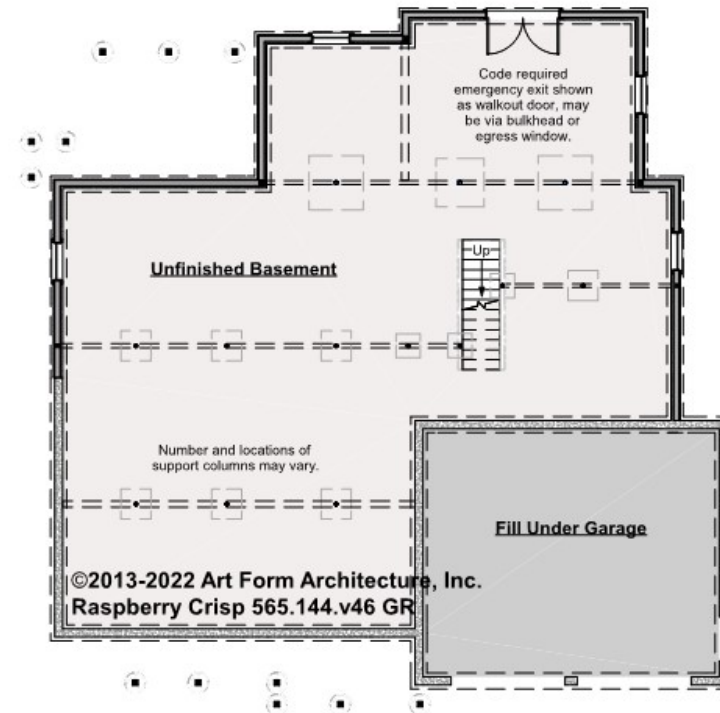 Code required
emergency exit shown
as walkout door, may
be via bulkhead or
egress window.
Up
Unfinished Basement
Number and locations of
support columns may vary.
Fill Under Garage
©2013-2022 Art Form Architecture, Inc.
Raspberry Crisp 565.144.v46 GR